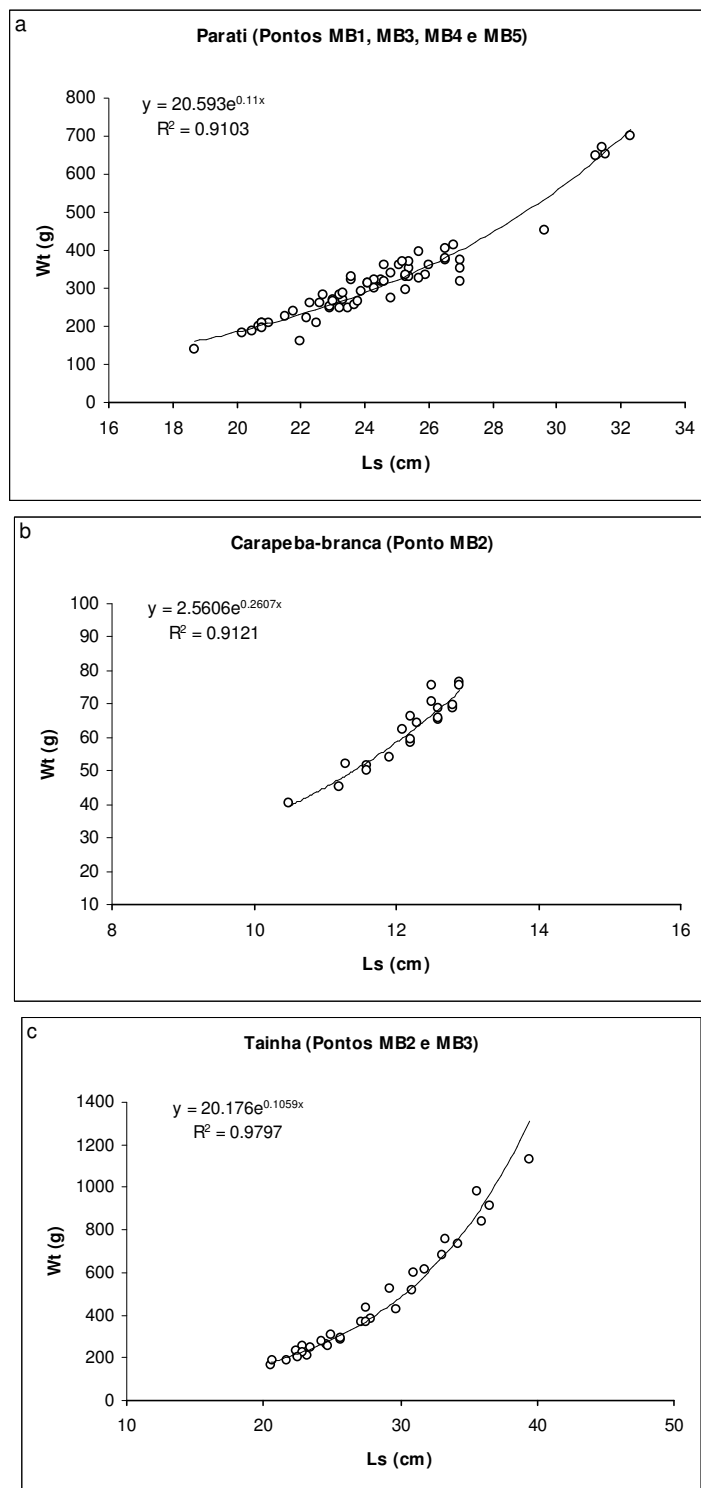 a
Parati (Pontos MB1, MB3, MB4 e MB5)
y = 20.593e^0.11x
R² = 0.9103
800
700
600
500
400
300
200
100
0
Wt (g)
16 18 20 22 24 26 28 30 32 34
Ls (cm)
b
Carapeba-branca (Ponto MB2)
y = 2.5606e^0.2607x
R² = 0.9121
100
90
80
70
60
50
40
30
20
10
Wt (g)
8 10 12 14 16
Ls (cm)
c
Tainha (Pontos MB2 e MB3)
y = 20.176e^0.1059x
R² = 0.9797
1400
1200
1000
800
600
400
200
0
Wt (g)
10 20 30 40 50
Ls (cm)